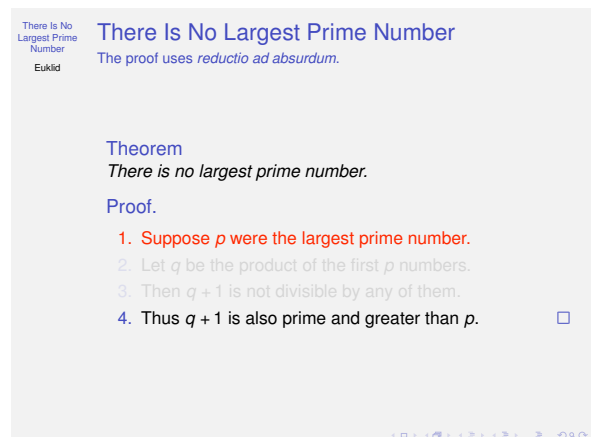 There Is No
Largest Prime
Number
Euklid
There Is No Largest Prime Number
The proof uses reductio ad absurdum.
Theorem
There is no largest prime number.
Proof.
1. Suppose p were the largest prime number.
2. Let q be the product of the first p numbers.
3. Then q + 1 is not divisible by any of them.
4. Thus q + 1 is also prime and greater than p. □